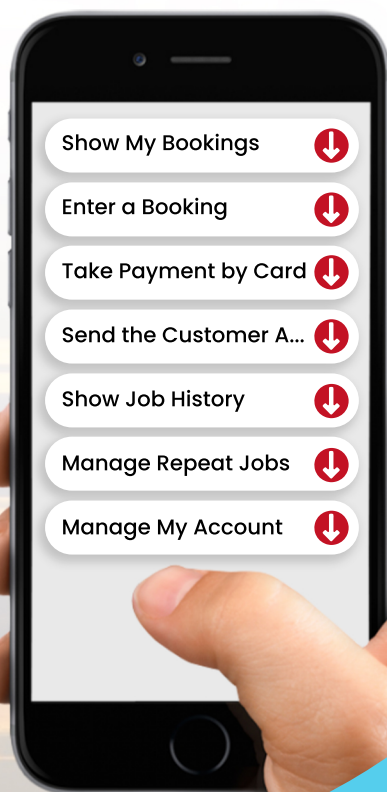 Show My Bookings
Enter a Booking
Take Payment by Card
Send the Customer A...
Show Job History
Manage Repeat Jobs
Manage My Account